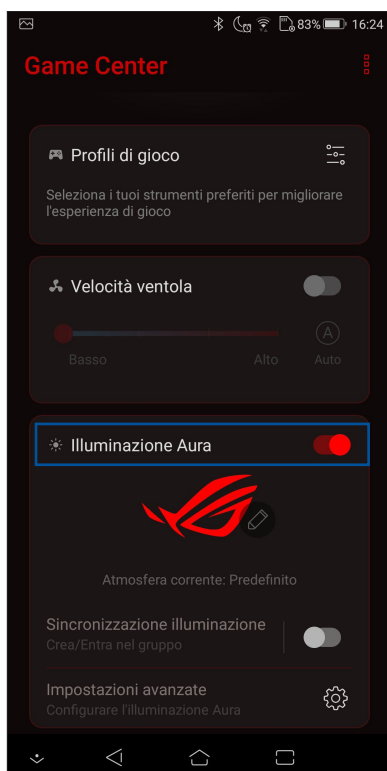 83% 16:24
Game Center
Profili di gioco
Seleziona i tuoi strumenti preferiti per migliorare
l'esperienza di gioco
Velocità ventola
A
Basso Alto Auto
Illuminazione Aura
Atmosfera corrente: Predefinito
Sincronizzazione illuminazione
Crea/Entra nel gruppo
Impostazioni avanzate
Configurare l'illuminazione Aura